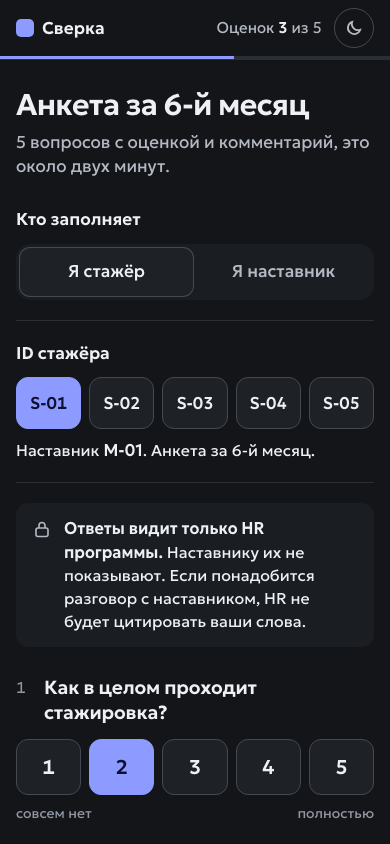 Сверка
Оценок 3 из 5
Анкета за 6-й месяц
5 вопросов с оценкой и комментарий, это
около двух минут.
Кто заполняет
Я стажёр
Я наставник
ID стажёра
S-01
S-02
S-03
S-04
S-05
Наставник M-01. Анкета за 6-й месяц.
Ответы видит только HR
программы. Наставнику их не
показывают. Если понадобится
разговор с наставником, HR не
будет цитировать ваши слова.
1 Как в целом проходит
стажировка?
1
2
3
4
5
совсем нет
полностью